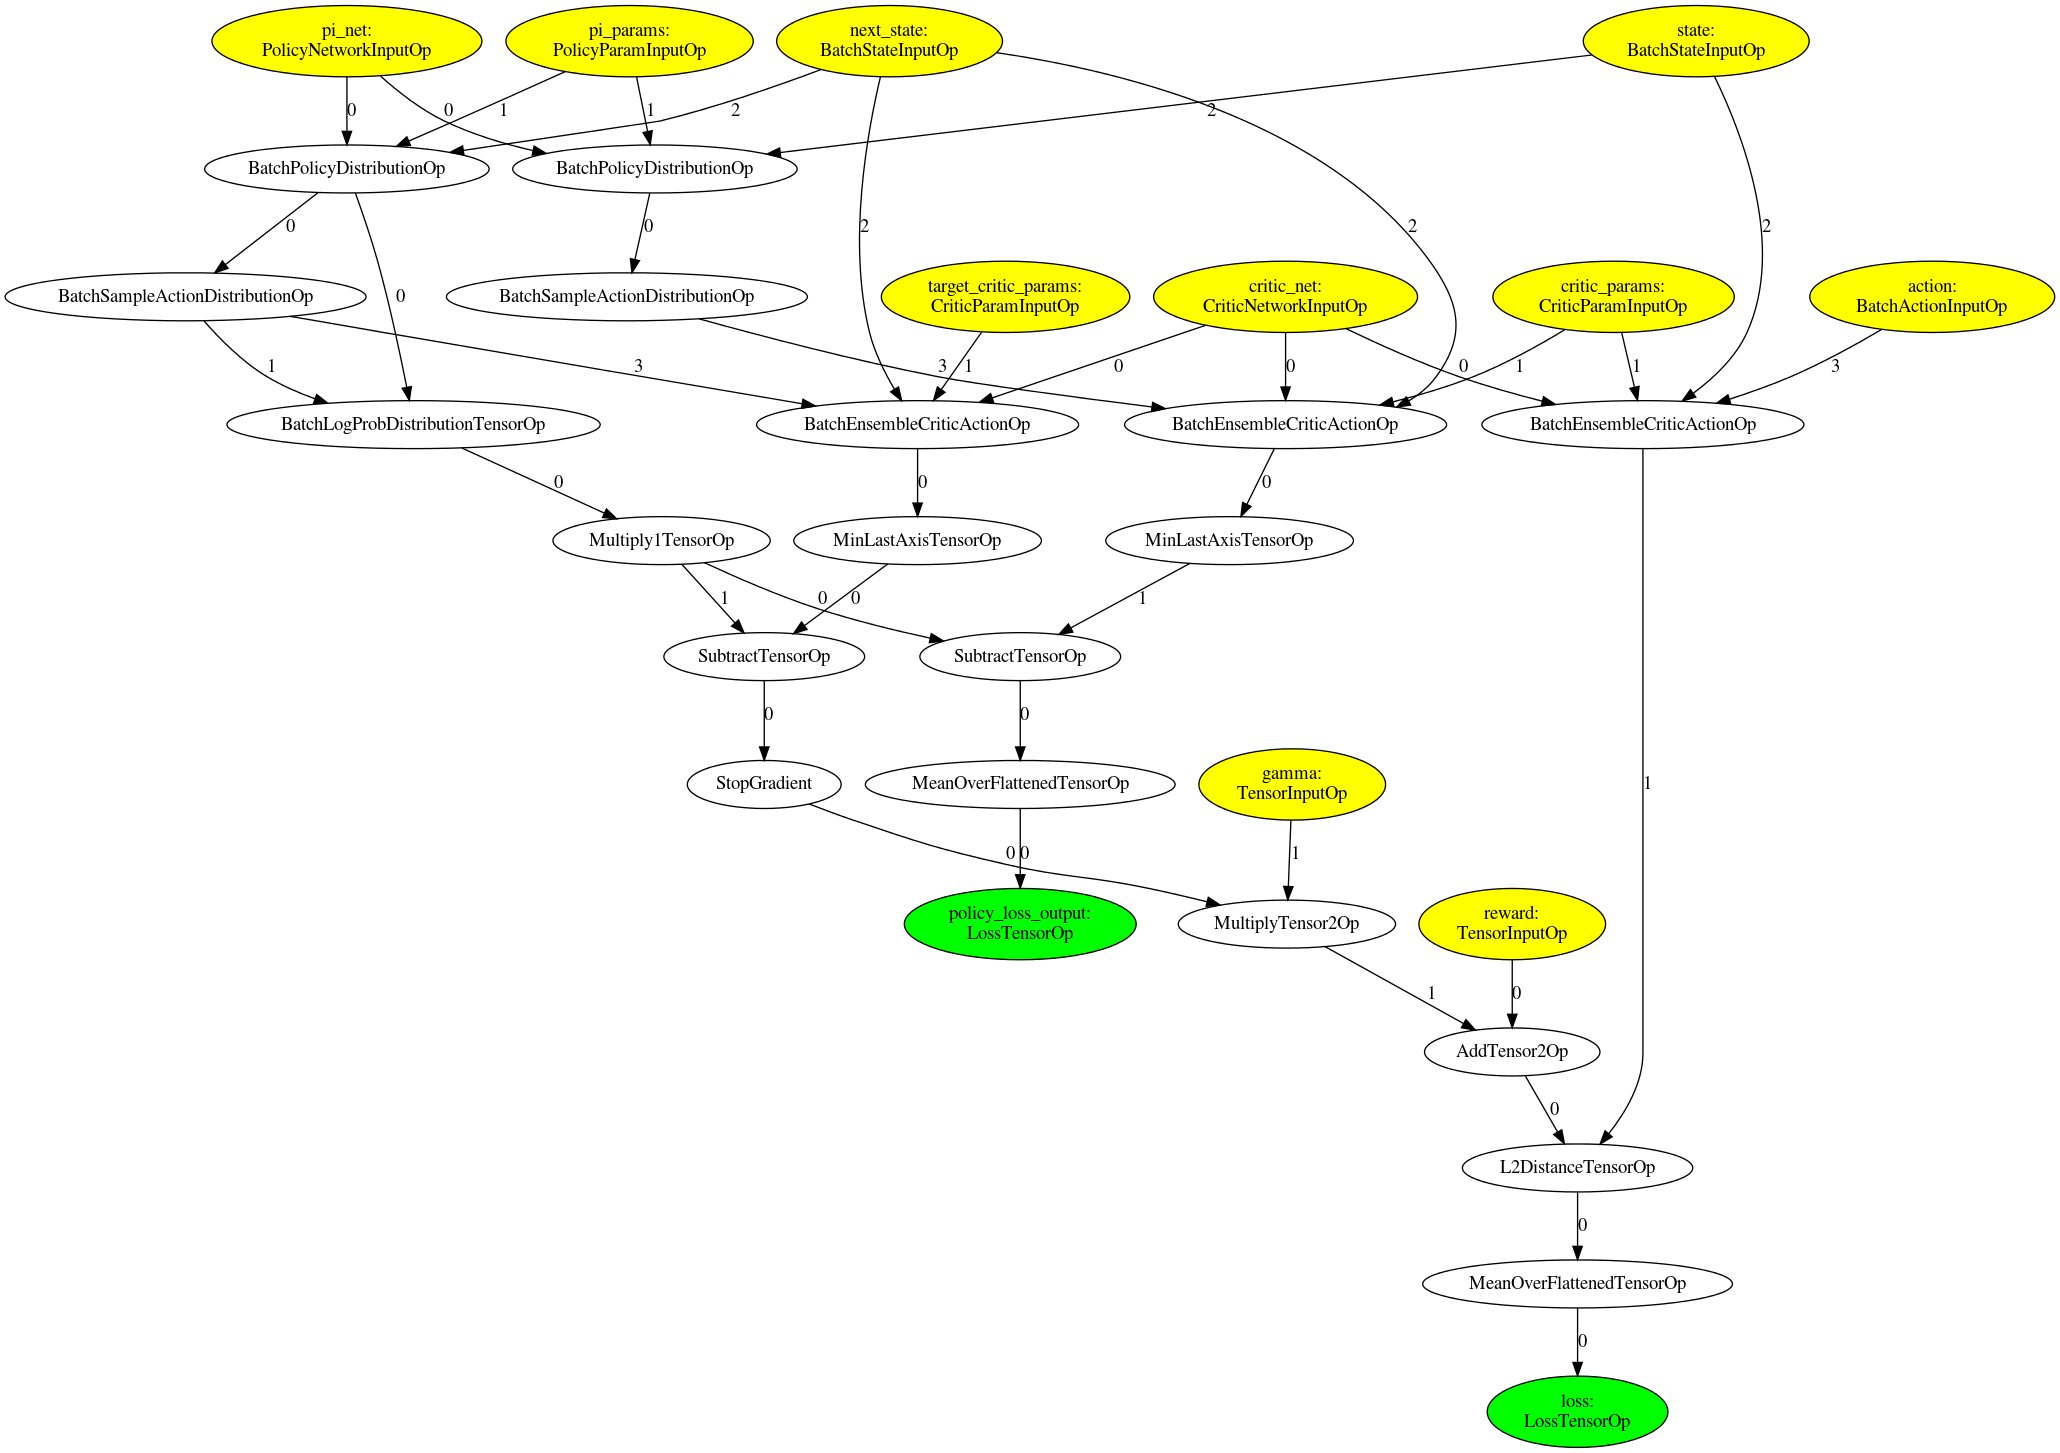 pi_net:
PolicyNetworkInputOp
pi_params:
PolicyParamInputOp
next_state:
BatchStateInputOp
state:
BatchStateInputOp
0
0
1
1
2
2
BatchPolicyDistributionOp
BatchPolicyDistributionOp
0
0
2
2
2
BatchSampleActionDistributionOp
0
BatchSampleActionDistributionOp
target_critic_params:
CriticParamInputOp
critic_net:
CriticNetworkInputOp
critic_params:
CriticParamInputOp
action:
BatchActionInputOp
1
3
3
1
0
0
0
1
1
3
BatchLogProbDistributionTensorOp
BatchEnsembleCriticActionOp
BatchEnsembleCriticActionOp
BatchEnsembleCriticActionOp
0
0
0
Multiply1TensorOp
MinLastAxisTensorOp
MinLastAxisTensorOp
1
0
0
1
SubtractTensorOp
SubtractTensorOp
0
0
StopGradient
MeanOverFlattenedTensorOp
gamma:
TensorInputOp
1
0
0
1
policy_loss_output:
LossTensorOp
MultiplyTensor2Op
reward:
TensorInputOp
1
0
AddTensor2Op
0
L2DistanceTensorOp
0
MeanOverFlattenedTensorOp
0
loss:
LossTensorOp